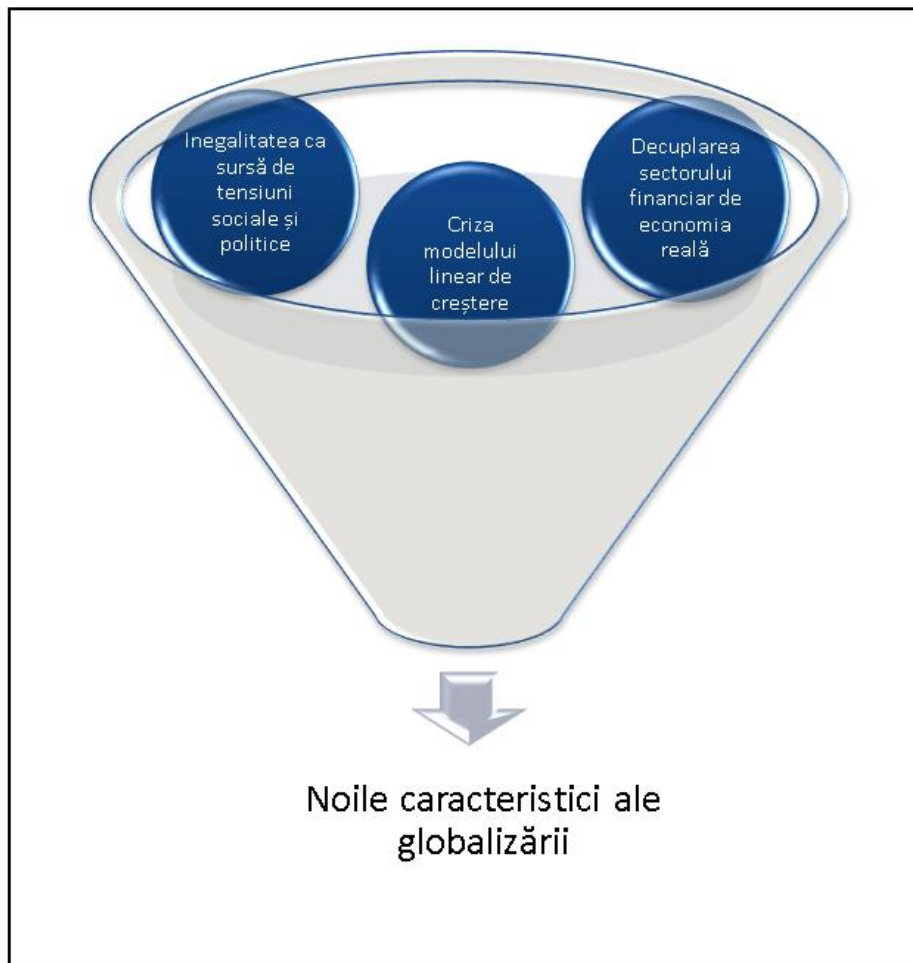 Inegalitatea ca
sursă de
tensiuni
sociale și
politice
Criza
modelului
linear de
creștere
Decuplarea
sectorului
financiar de
economia
reală
Noile caracteristici ale
globalizării